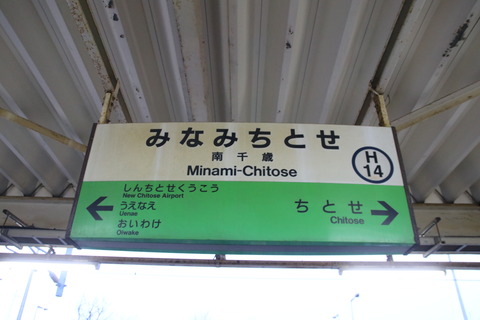 みなみちとせ
南千歳
Minami-Chitose
H
14
しんちとせくうこう
New Chitose Airport
うえなえ
Uenae
おいわけ
Oiwake
ちとせ
Chitose